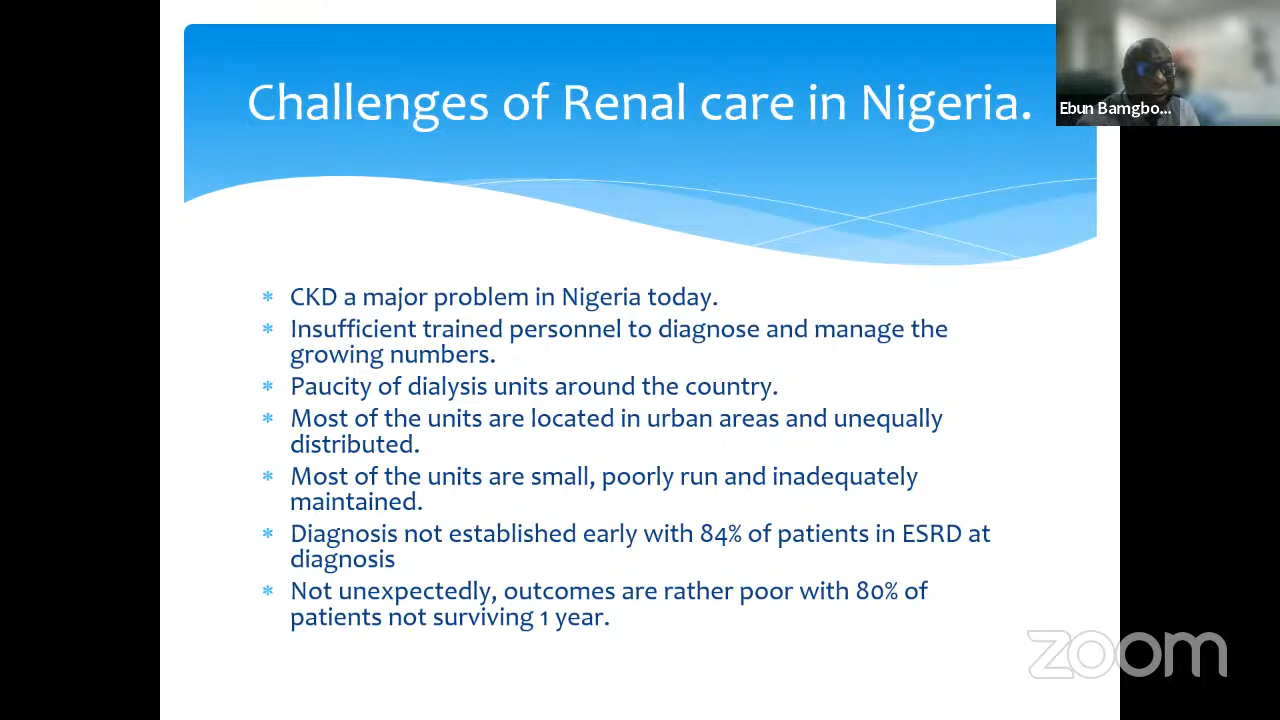 Challenges of Renal care in Nigeria.
Ebun Bamgbo...
* CKD a major problem in Nigeria today.
* Insufficient trained personnel to diagnose and manage the
growing numbers.
* Paucity of dialysis units around the country.
* Most of the units are located in urban areas and unequally
distributed.
* Most of the units are small, poorly run and inadequately
maintained.
* Diagnosis not established early with 84% of patients in ESRD at
diagnosis
* Not unexpectedly, outcomes are rather poor with 80% of
patients not surviving 1 year.
zoom